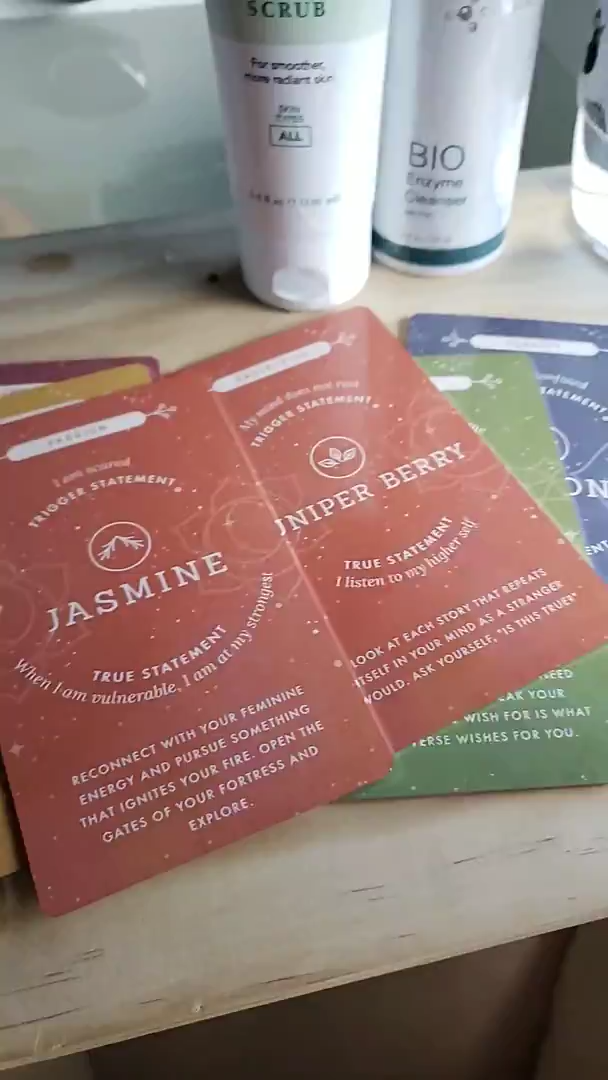 SCRUB
For smoother,
more radiant skin
ALL
BIO
Enzyme
Cleanser
I am scared
TRIGGER STATEMENT
JASMINE
TRUE STATEMENT
When I am vulnerable, I am at my strongest
RECONNECT WITH YOUR FEMININE
ENERGY AND PURSUE SOMETHING
THAT IGNITES YOUR FIRE. OPEN THE
GATES OF YOUR FORTRESS AND
EXPLORE.
My mind does not rest
TRIGGER STATEMENT
UNIPER BERRY
TRUE STATEMENT
I listen to my higher self
LOOK AT EACH STORY THAT REPEATS
ITSELF IN YOUR MIND AS A STRANGER
WOULD. ASK YOURSELF, "IS THIS TRUE?"
NEED
EAK YOUR
WISH FOR IS WHAT
ERSE WISHES FOR YOU.